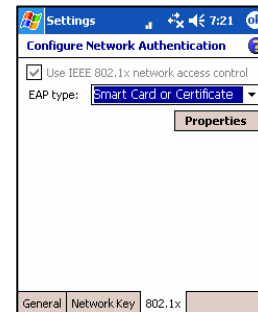 Settings 7:21 ok
Configure Network Authentication ?
Use IEEE 802.1x network access control
EAP type: Smart Card or Certificate
Properties
General Network Key 802.1x